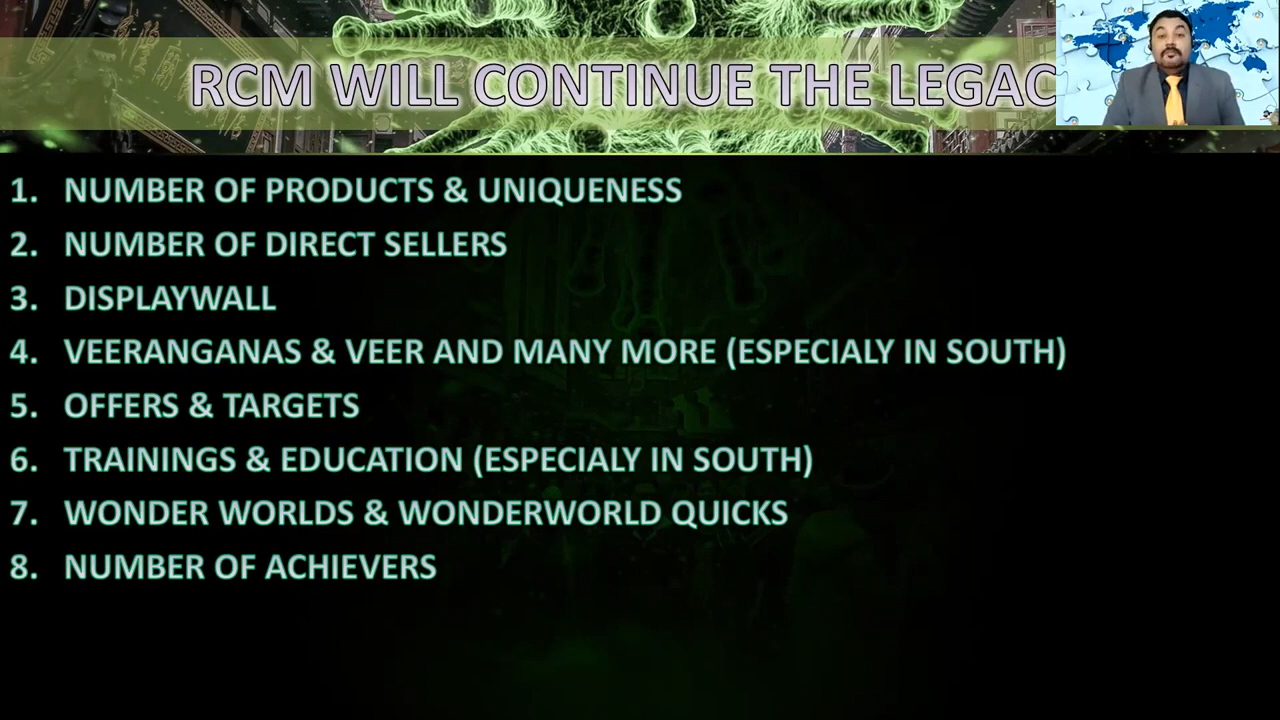 RCM WILL CONTINUE THE LEGAC
1. NUMBER OF PRODUCTS & UNIQUENESS
2. NUMBER OF DIRECT SELLERS
3. DISPLAYWALL
4. VEERANGANAS & VEER AND MANY MORE (ESPECIALY IN SOUTH)
5. OFFERS & TARGETS
6. TRAININGS & EDUCATION (ESPECIALY IN SOUTH)
7. WONDER WORLDS & WONDERWORLD QUICKS
8. NUMBER OF ACHIEVERS